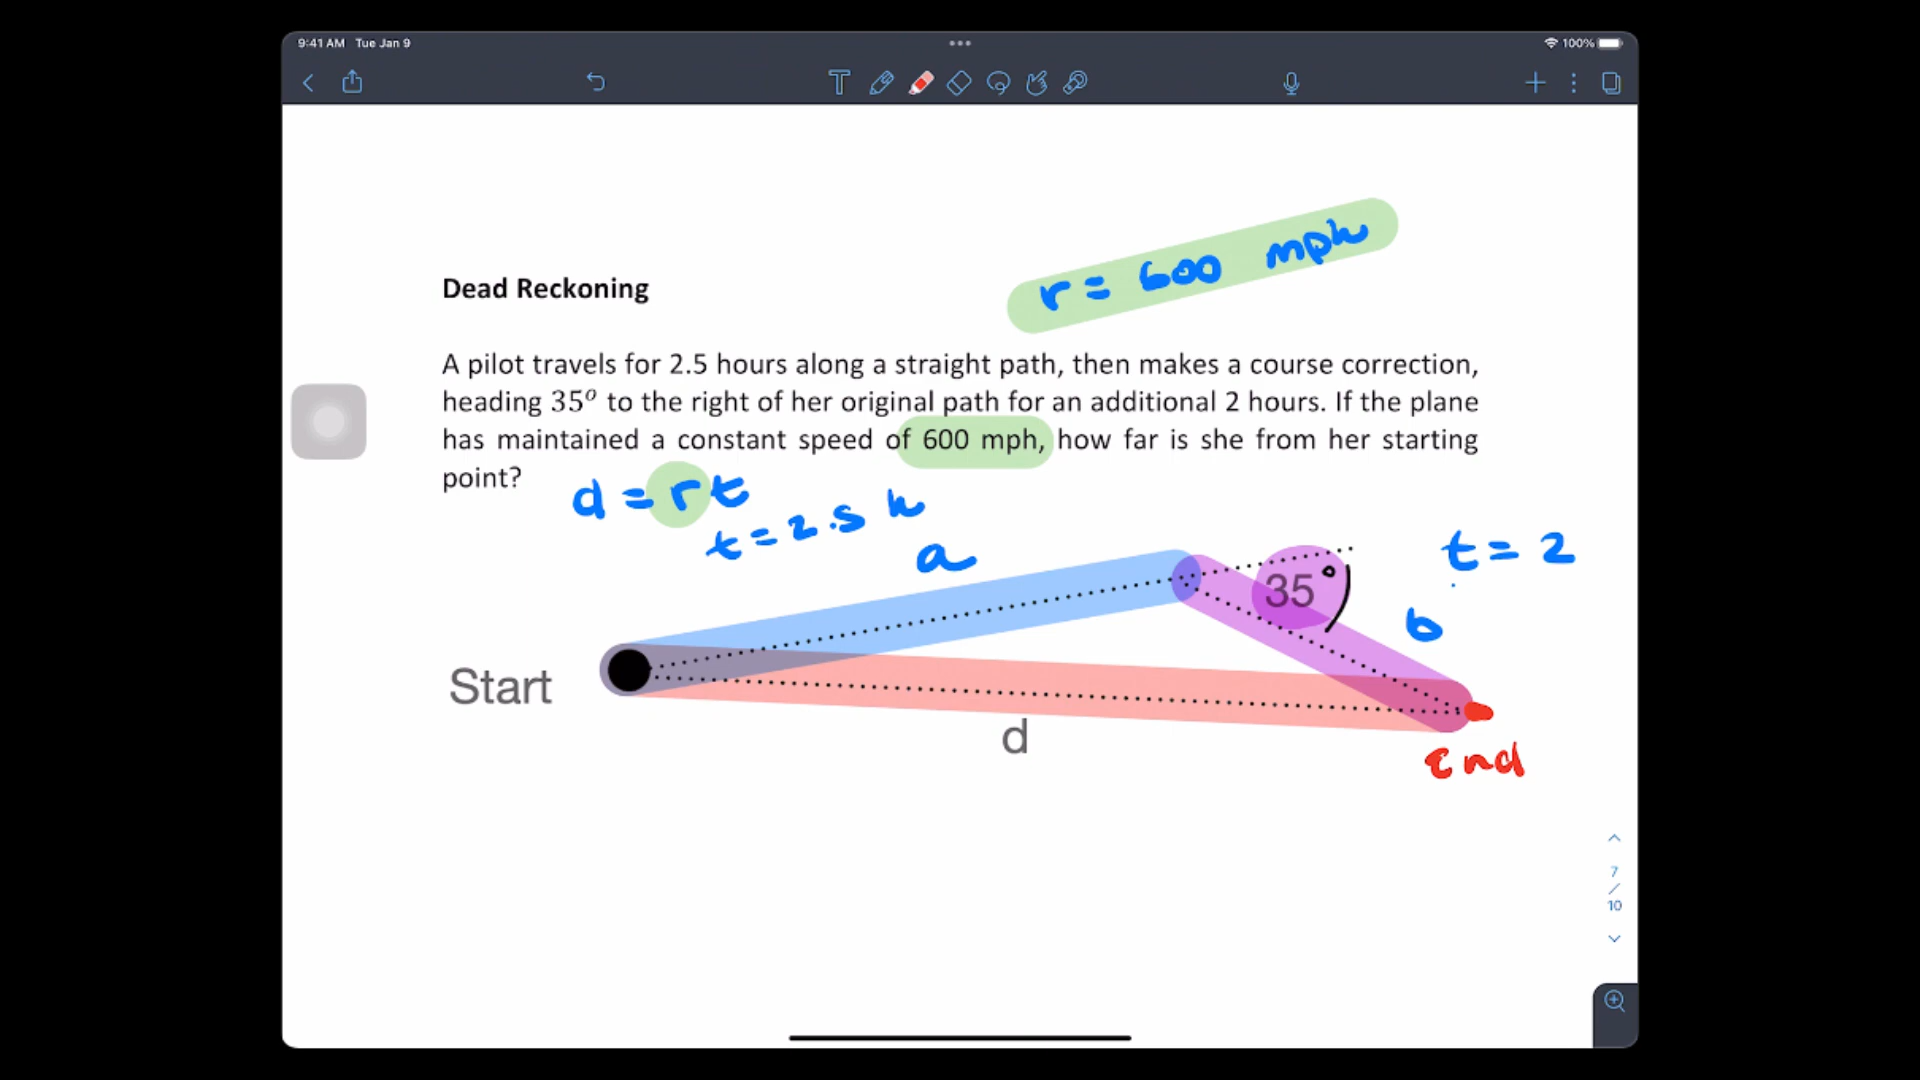 9:41 AM Tue Jan 9
100%
r = 600 mph
Dead Reckoning
A pilot travels for 2.5 hours along a straight path, then makes a course correction,
heading 35° to the right of her original path for an additional 2 hours. If the plane
has maintained a constant speed of 600 mph, how far is she from her starting
point?
d = rt
t = 2.5 h
a
t = 2
35°
b
Start
d
End
7
/
10